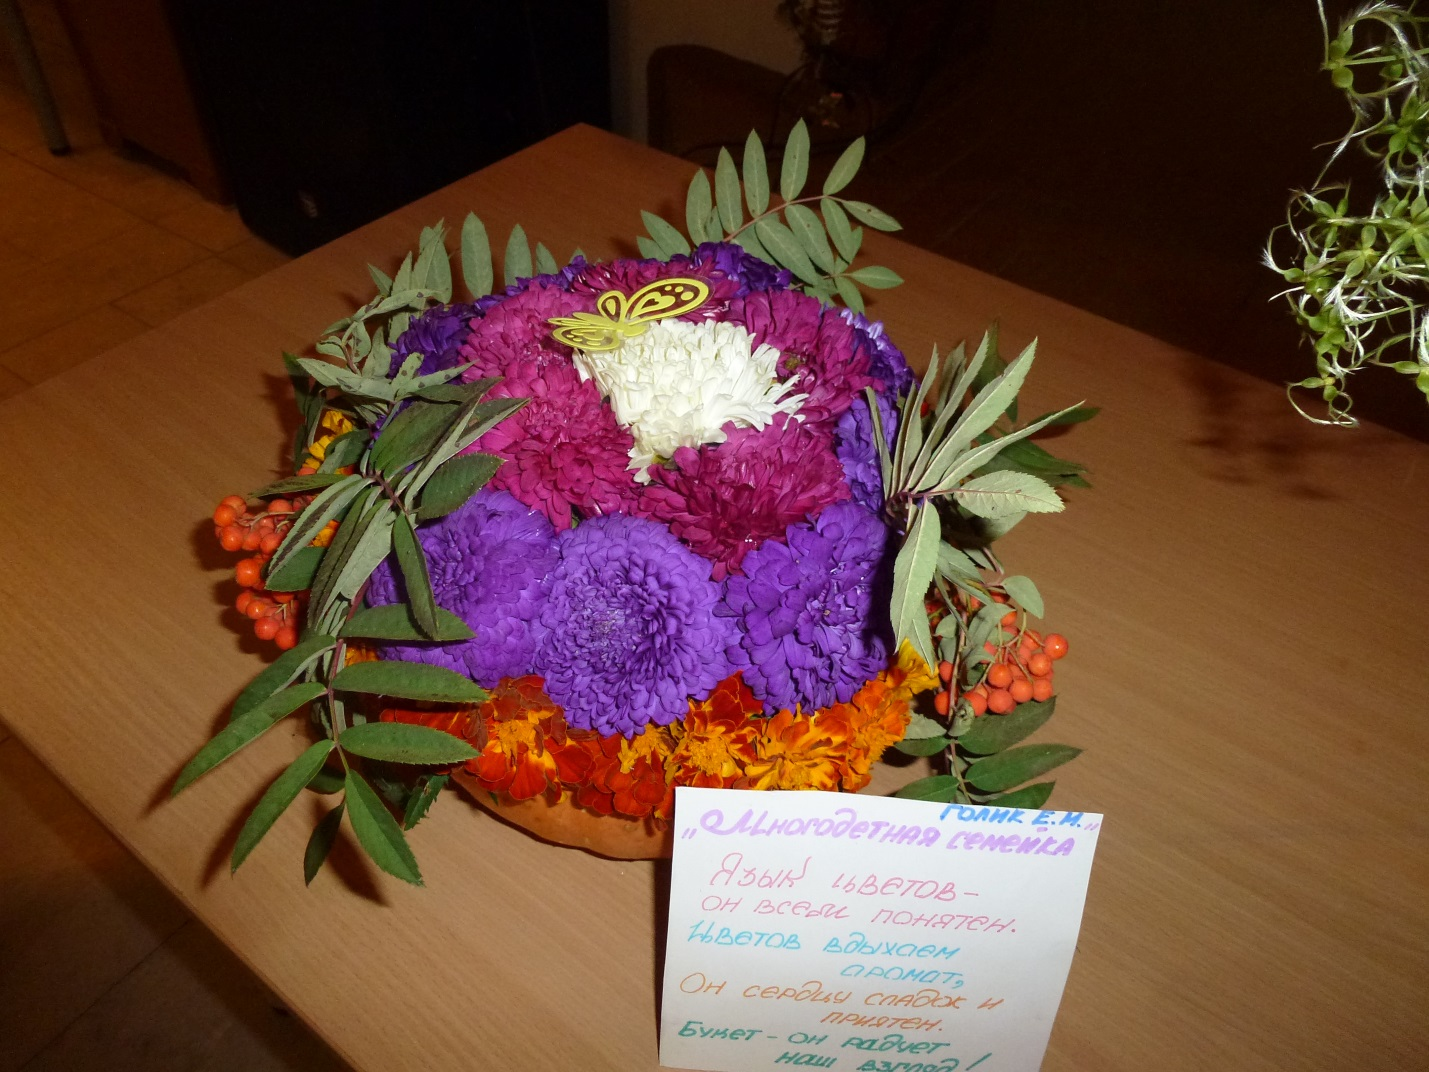 Голик Е.И.
„Многодетная семейка"
Язык цветов -
он всем понятен.
Цветов вдыхаем
аромат,
Он сердцу сладок и
приятен.
Букет - он радует
наш взгляд!